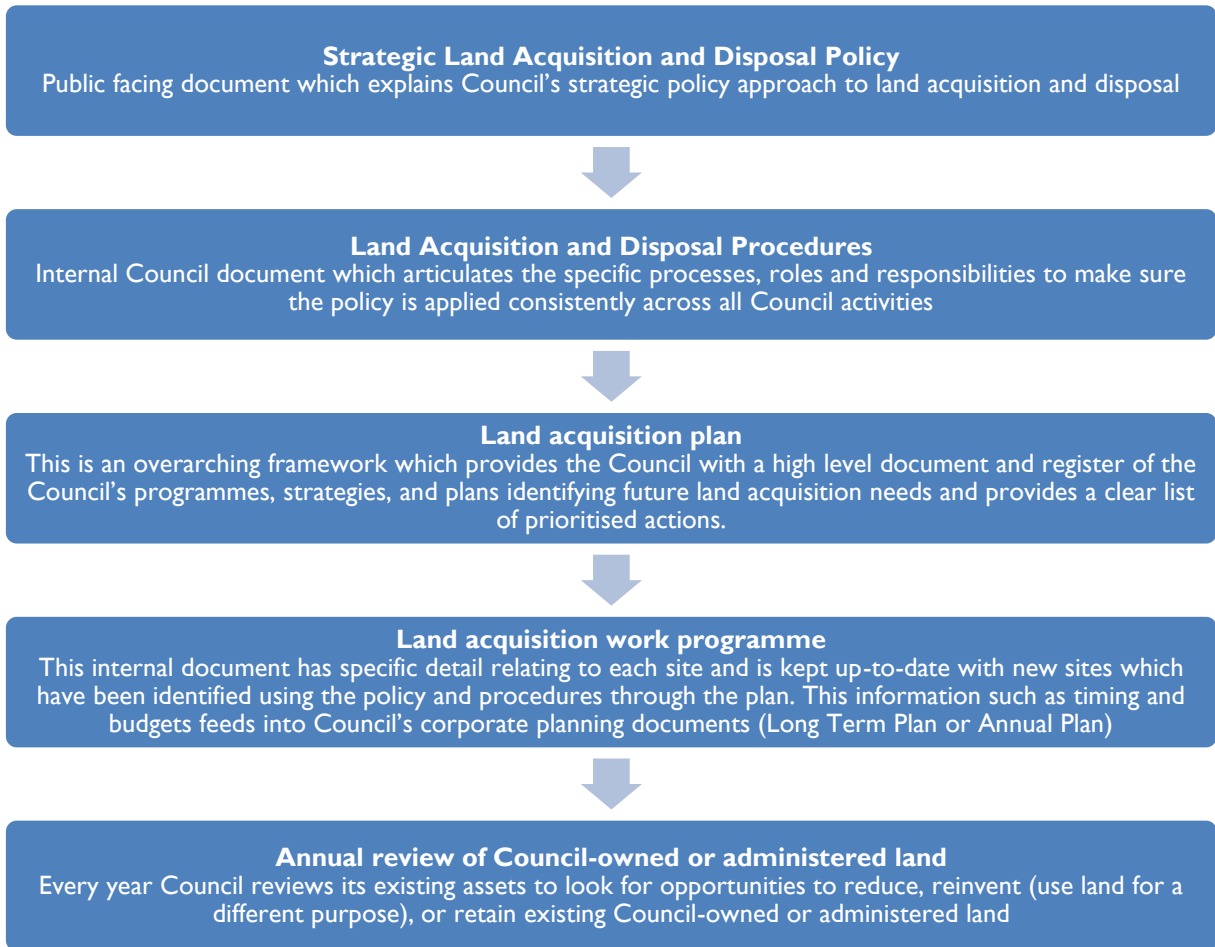 Strategic Land Acquisition and Disposal Policy
Public facing document which explains Council’s strategic policy approach to land acquisition and disposal
Land Acquisition and Disposal Procedures
Internal Council document which articulates the specific processes, roles and responsibilities to make sure
the policy is applied consistently across all Council activities
Land acquisition plan
This is an overarching framework which provides the Council with a high level document and register of the
Council’s programmes, strategies, and plans identifying future land acquisition needs and provides a clear list
of prioritised actions.
Land acquisition work programme
This internal document has specific detail relating to each site and is kept up-to-date with new sites which
have been identified using the policy and procedures through the plan. This information such as timing and
budgets feeds into Council’s corporate planning documents (Long Term Plan or Annual Plan)
Annual review of Council-owned or administered land
Every year Council reviews its existing assets to look for opportunities to reduce, reinvent (use land for a
different purpose), or retain existing Council-owned or administered land